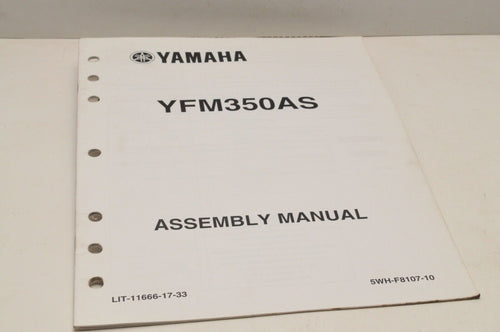 YAMAHA
YFM350AS
ASSEMBLY MANUAL
LIT-11666-17-33
5WH-F8107-10